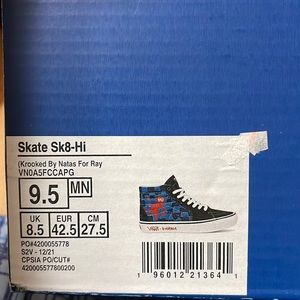 Skate Sk8-Hi
(Krooked By Natas For Ray
VN0A5FCCAPG
9.5 MN
UK EUR CM
8.5 42.5 27.5
PO#4200055778
S2V - 12/21
CPSIA PO/CUT#
420005577800200
1 96012 21364 1